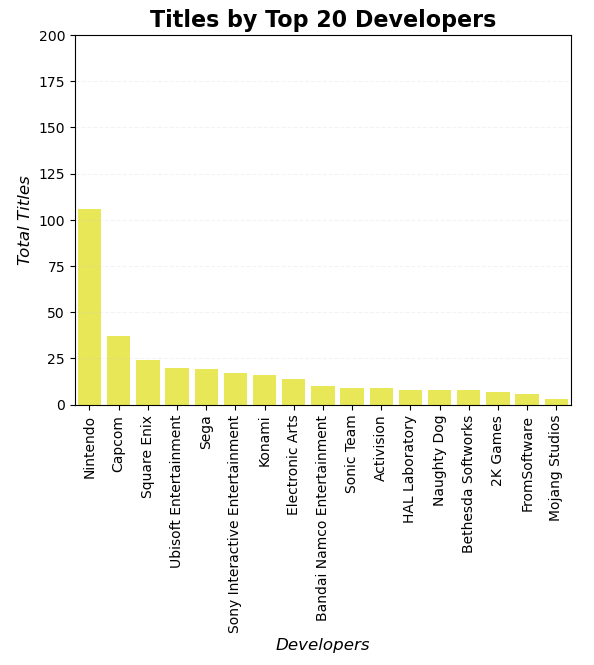 Titles by Top 20 Developers
200
175
150
125
100
75
50
25
0
Total Titles
Nintendo
Capcom
Square Enix
Ubisoft Entertainment
Sega
Sony Interactive Entertainment
Konami
Electronic Arts
Bandai Namco Entertainment
Sonic Team
Activision
HAL Laboratory
Naughty Dog
Bethesda Softworks
2K Games
FromSoftware
Mojang Studios
Developers